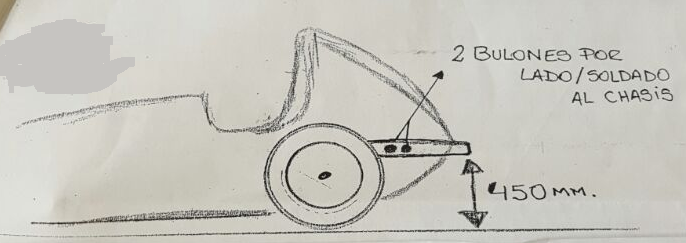 2 BULONES POR
LADO/SOLDADO
AL CHASIS
450MM.